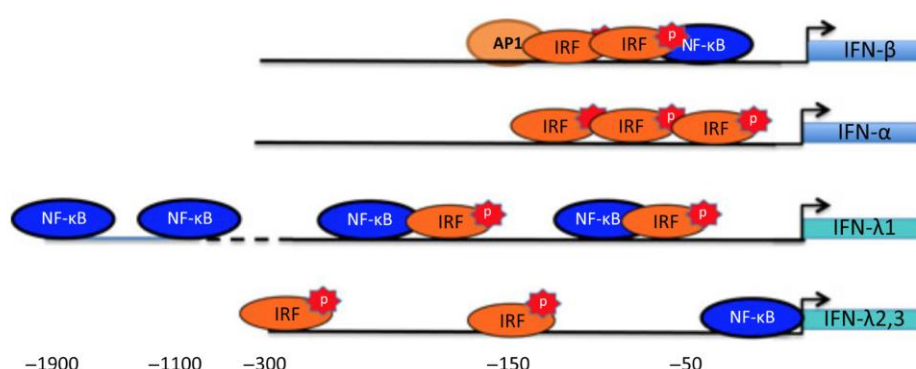 AP1 IRF IRF p NF-κB IFN-β
IRF IRF IRF p IFN-α
NF-κB NF-κB NF-κB IRF p NF-κB IRF p IFN-λ1
IRF p IRF p NF-κB IFN-λ2,3
–1900 –1100 –300 –150 –50